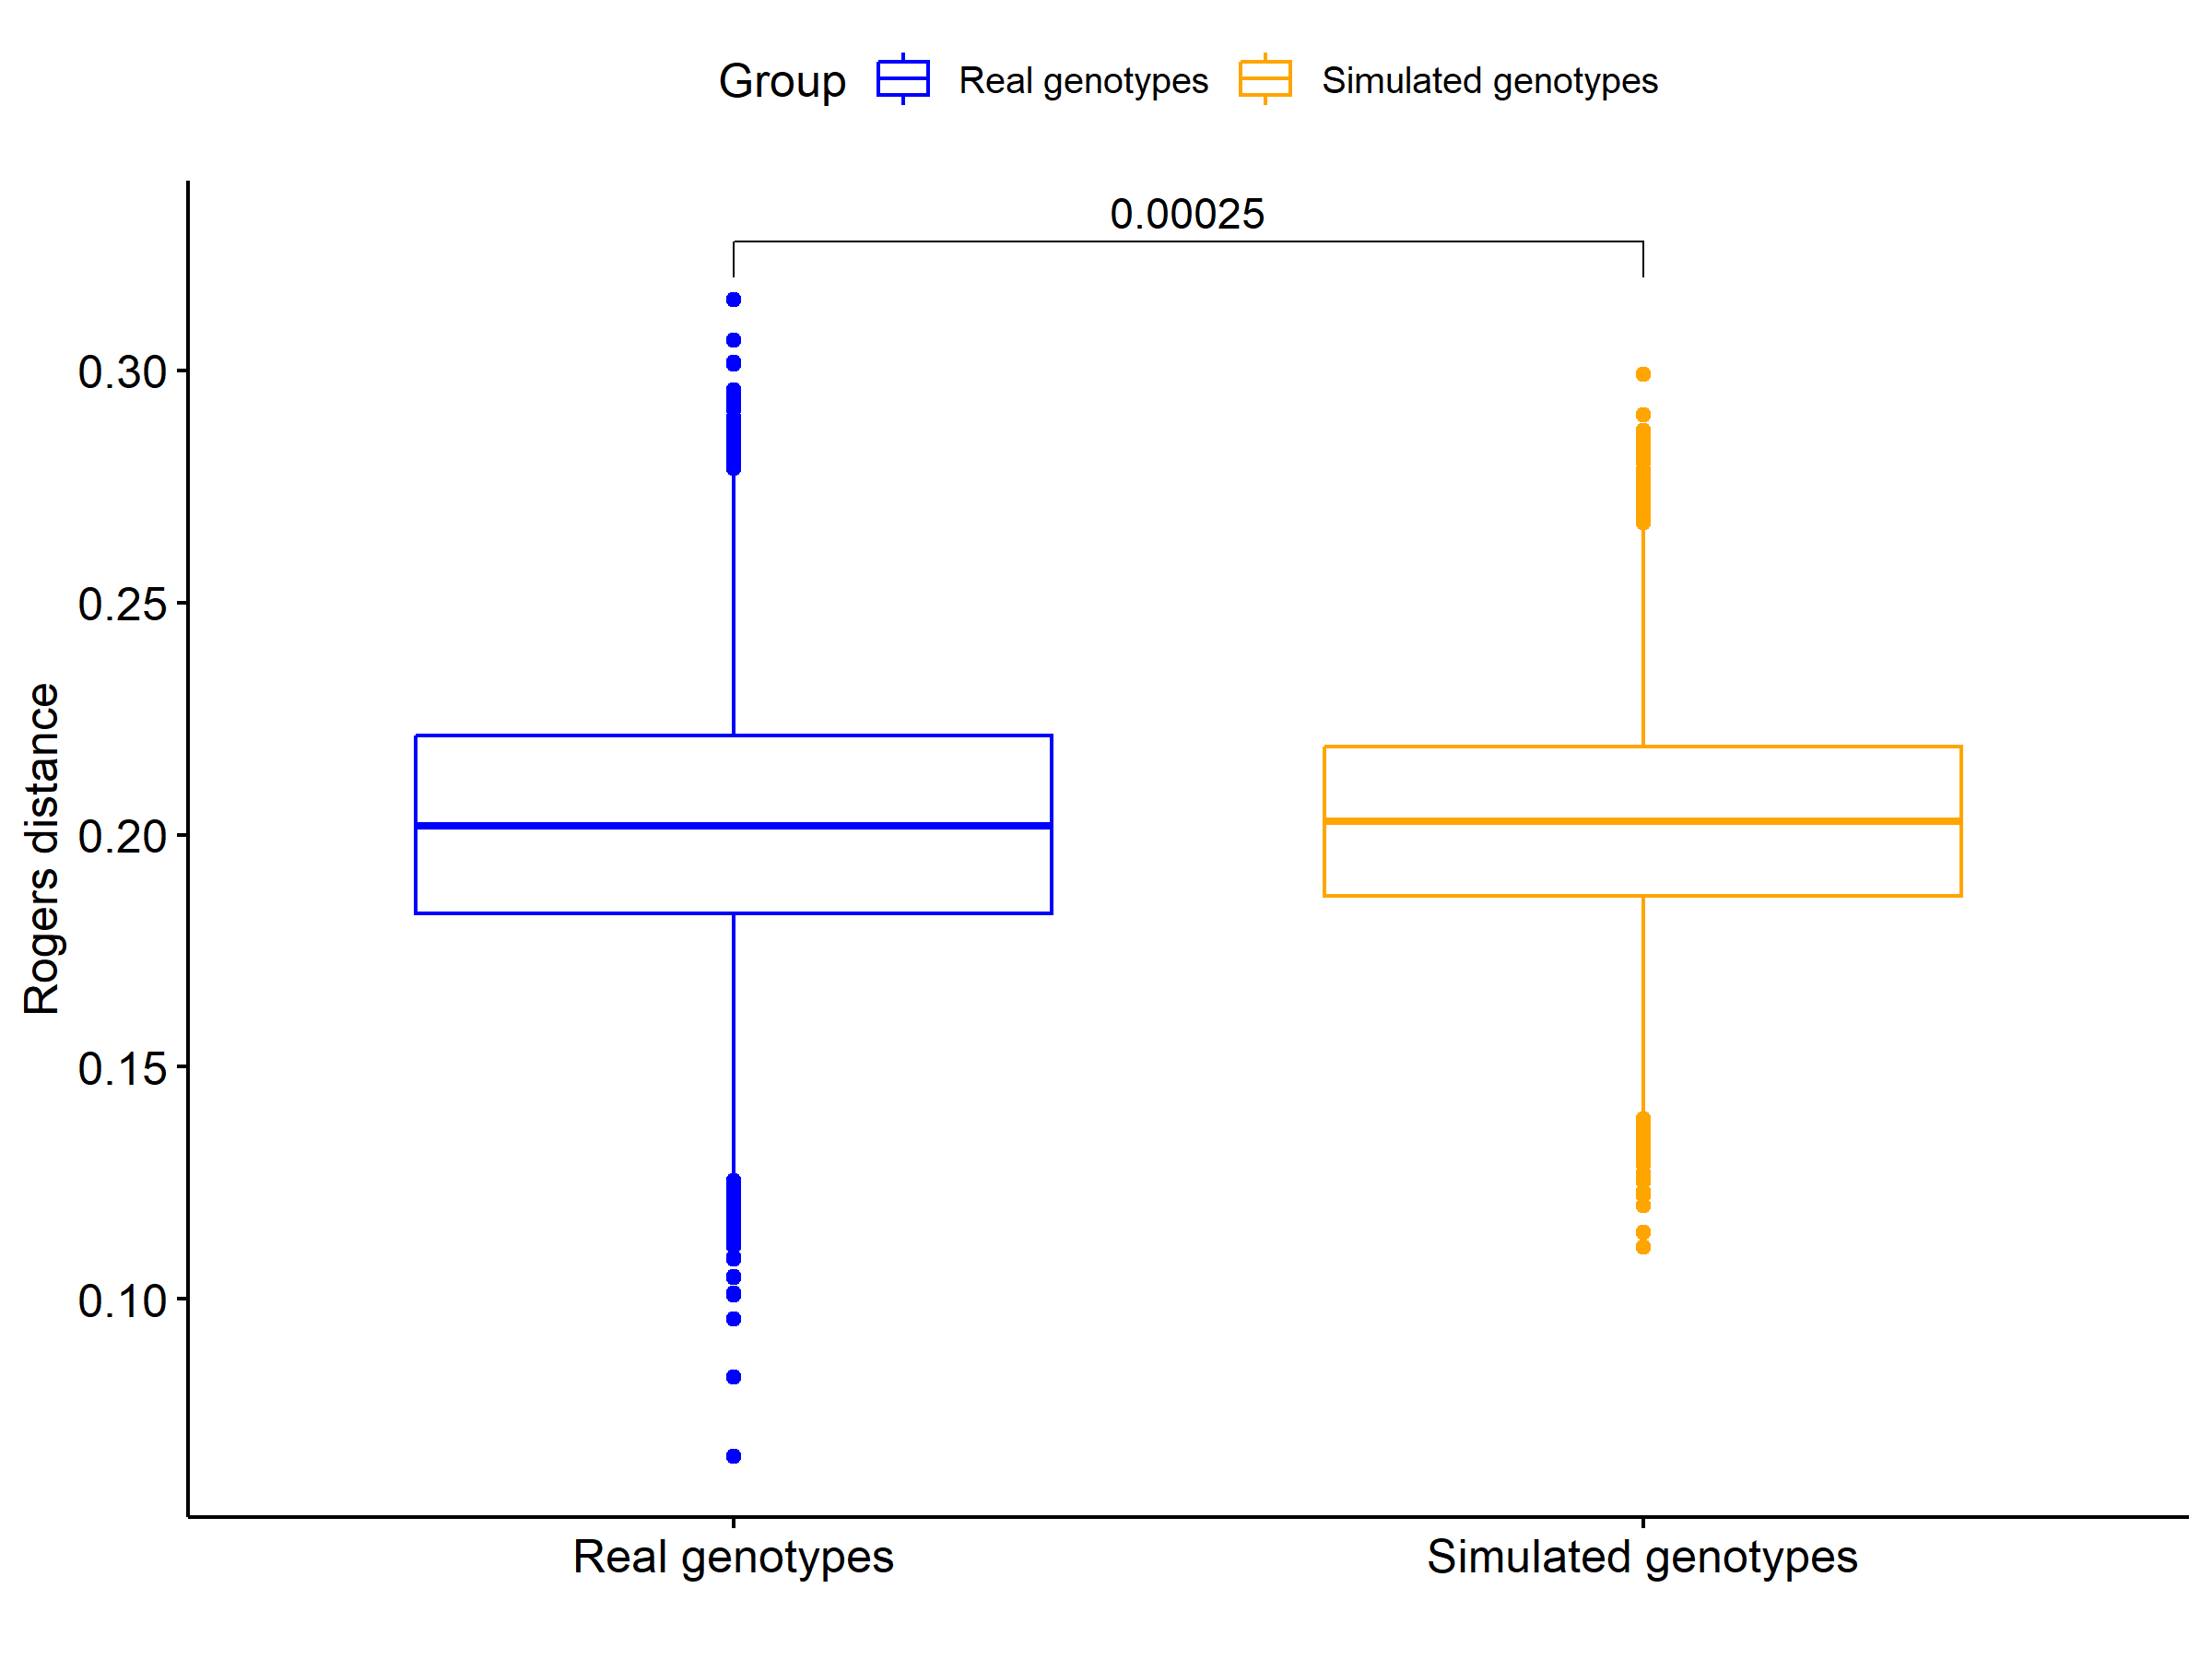 Group Real genotypes Simulated genotypes
0.00025
0.30
0.25
0.20
0.15
0.10
Rogers distance
Real genotypes Simulated genotypes